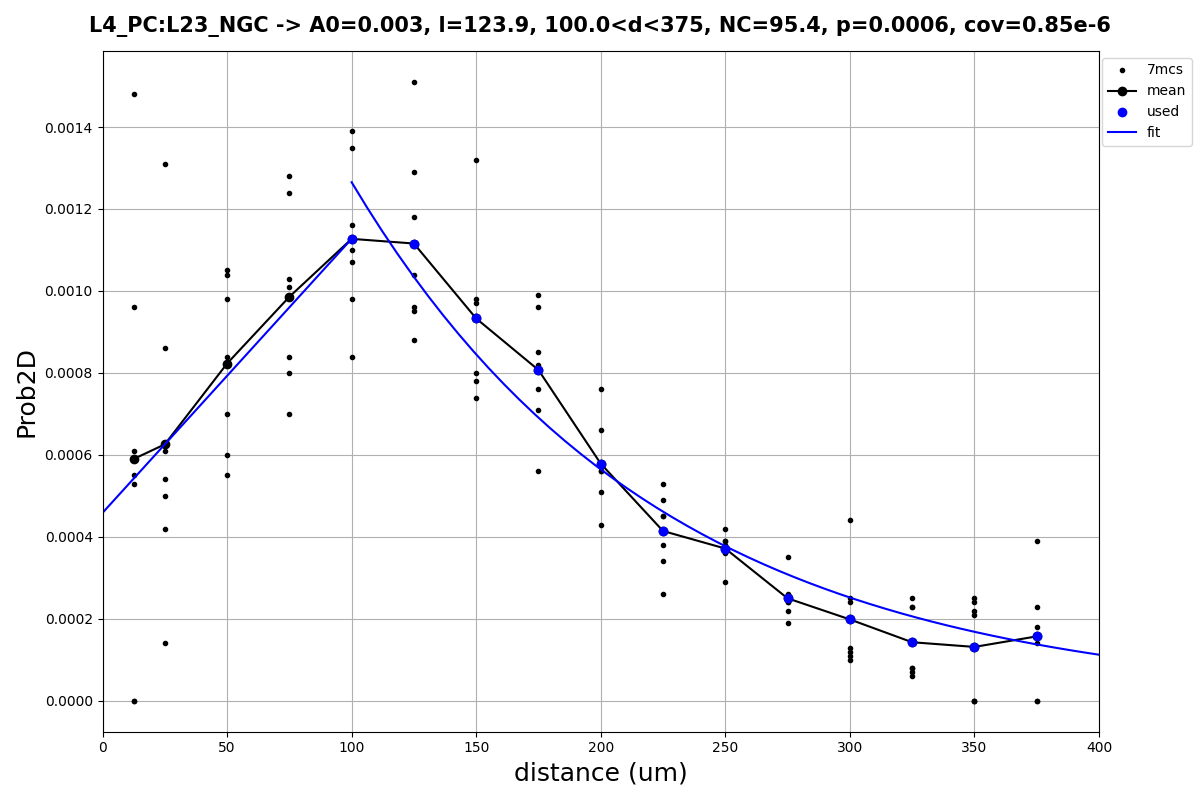 L4_PC:L23_NGC -> A0=0.003, l=123.9, 100.0<d<375, NC=95.4, p=0.0006, cov=0.85e-6
7mcs
mean
used
fit
Prob2D
0.0014
0.0012
0.0010
0.0008
0.0006
0.0004
0.0002
0.0000
0
50
100
150
200
250
300
350
400
distance (um)